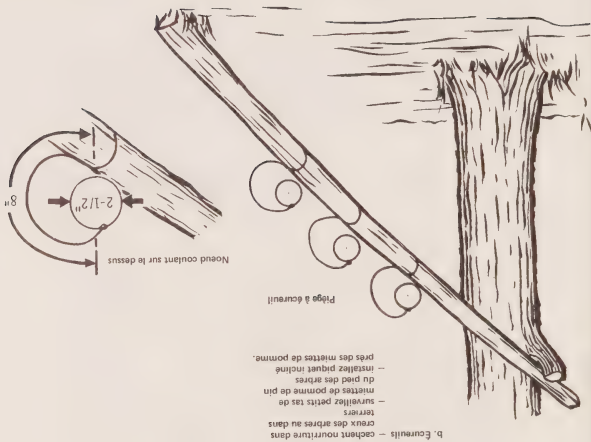 b. Écureuils – cachent nourriture dans
creux des arbres au dans
terriers
– surveillez petits tas de
miettes de pomme de pin
du pied des arbres
– installez piquet incliné
près des miettes de pomme.
Piège à écureuil
Noeud coulant sur le dessus
2-1/2"
8"